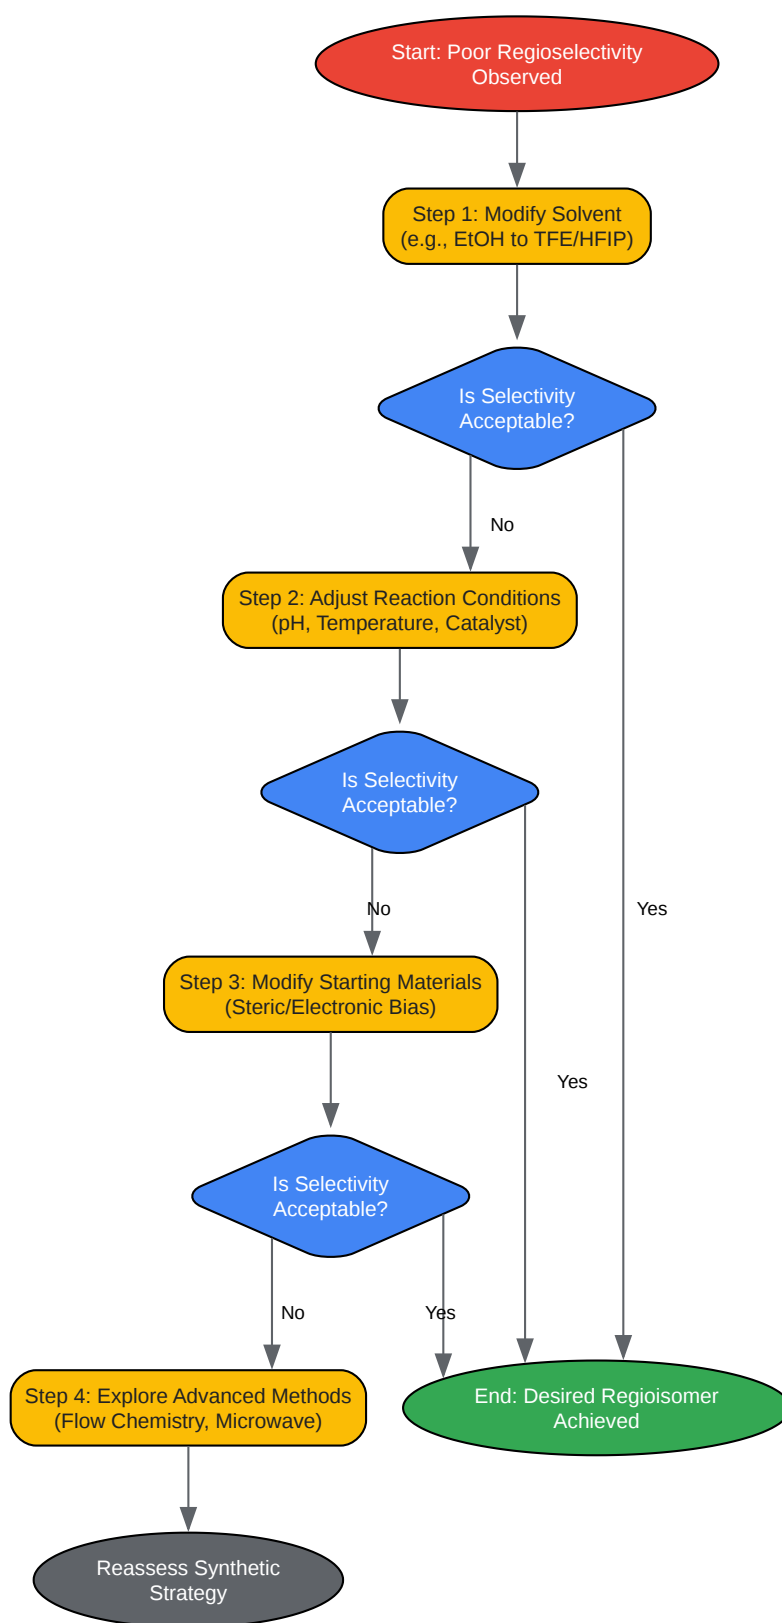 Start: Poor Regioselectivity
Observed
Step 1: Modify Solvent
(e.g., EtOH to TFE/HFIP)
Is Selectivity
Acceptable?
No
Step 2: Adjust Reaction Conditions
(pH, Temperature, Catalyst)
Is Selectivity
Acceptable?
No
Yes
Step 3: Modify Starting Materials
(Steric/Electronic Bias)
Yes
Is Selectivity
Acceptable?
No
Yes
Step 4: Explore Advanced Methods
(Flow Chemistry, Microwave)
End: Desired Regioisomer
Achieved
Reassess Synthetic
Strategy